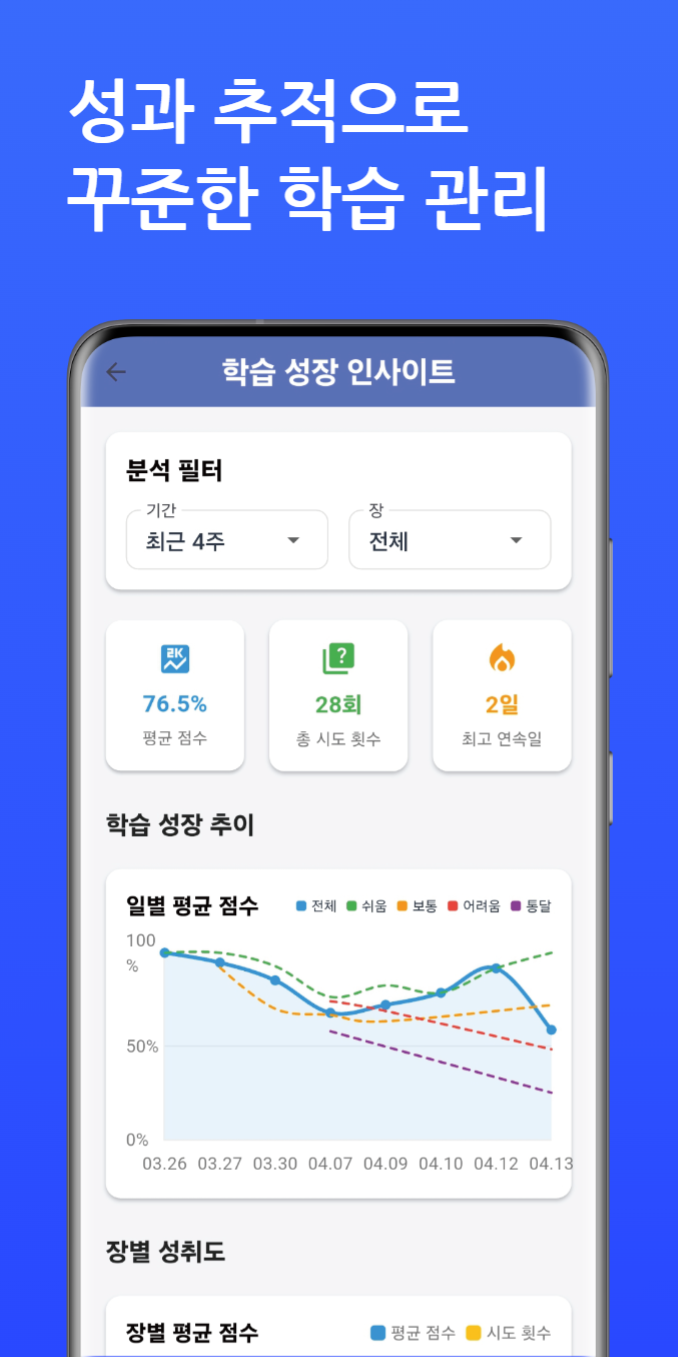 성과 추적으로
꾸준한 학습 관리
학습 성장 인사이트
분석 필터
기간
최근 4주
장
전체
76.5%
평균 점수
?
28회
총 시도 횟수
2일
최고 연속일
학습 성장 추이
일별 평균 점수
전체 쉬움 보통 어려움 통달
100
%
50%
0%
03.26 03.27 03.30 04.07 04.09 04.10 04.12 04.13
장별 성취도
장별 평균 점수
평균 점수 시도 횟수